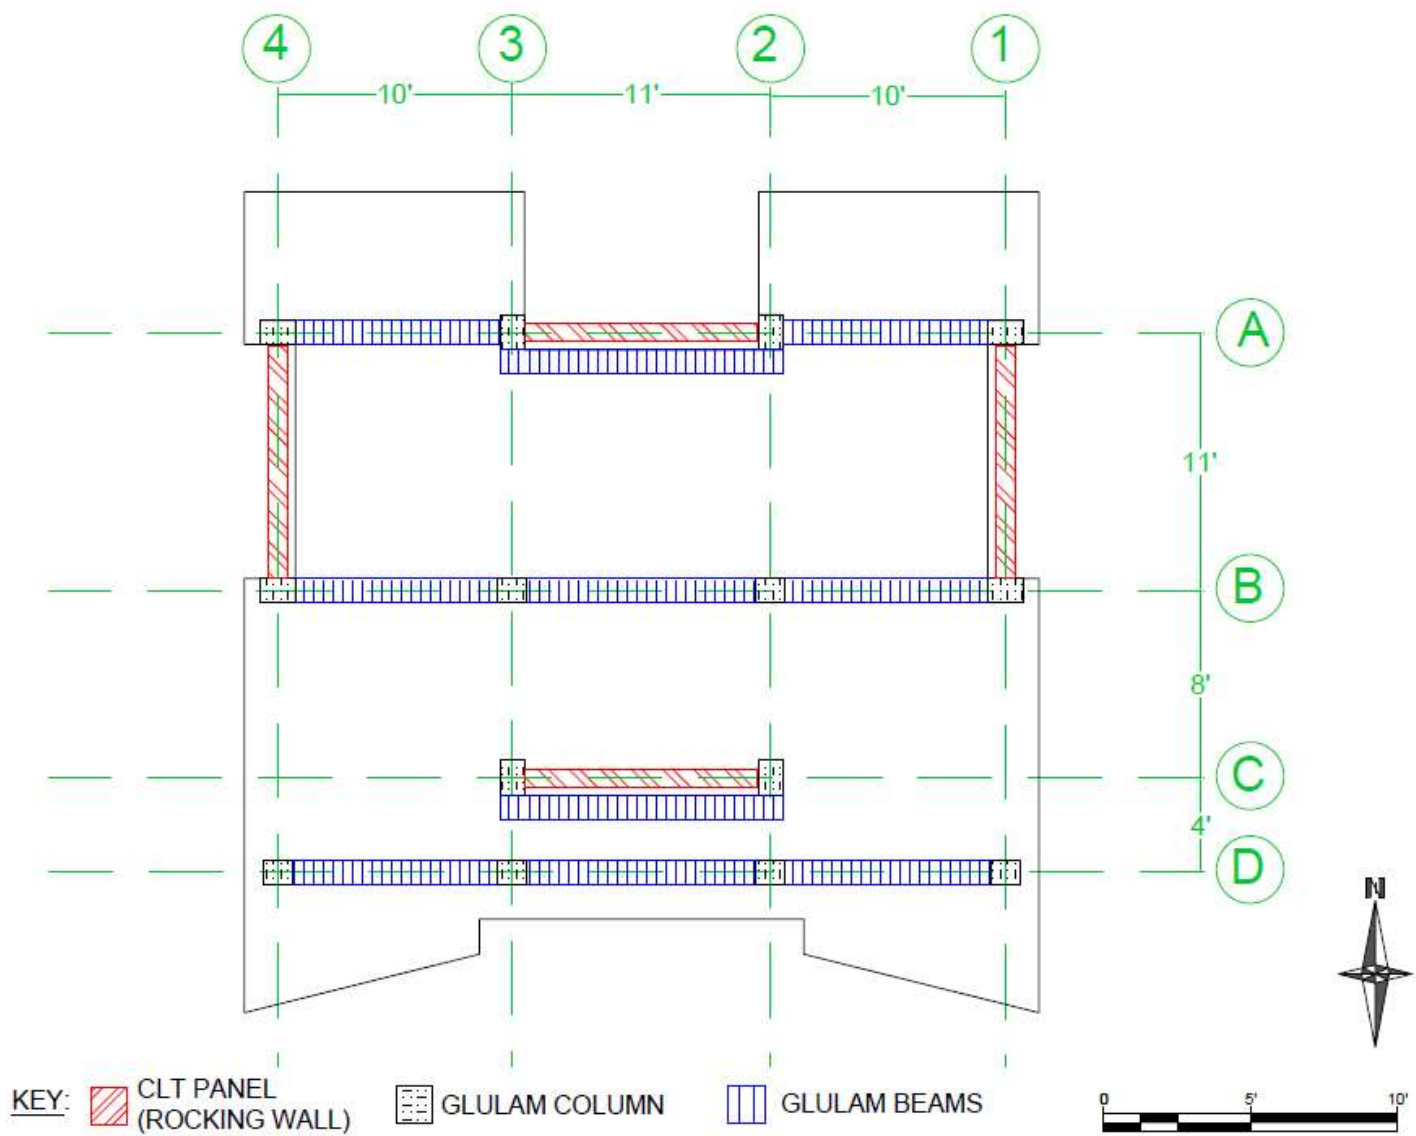 4 3 2 1
10' 11' 10'
A
11'
B
8'
C
4'
D
N
KEY: CLT PANEL (ROCKING WALL) GLULAM COLUMN GLULAM BEAMS
0 5' 10'